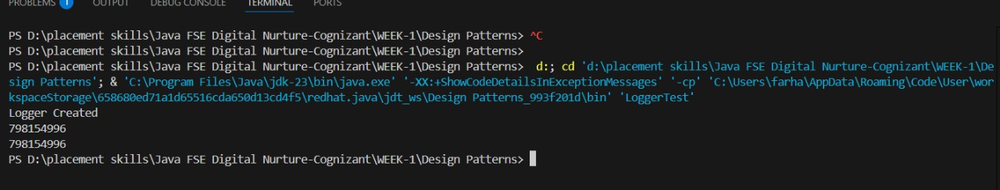 PROBLEMS 1 OUTPUT DEBUG CONSOLE TERMINAL PORTS
PS D:\placement skills\Java FSE Digital Nurture-Cognizant\WEEK-1\Design Patterns> ^C
PS D:\placement skills\Java FSE Digital Nurture-Cognizant\WEEK-1\Design Patterns>
PS D:\placement skills\Java FSE Digital Nurture-Cognizant\WEEK-1\Design Patterns>  d:; cd 'd:\placement skills\Java FSE Digital Nurture-Cognizant\WEEK-1\De
sign Patterns'; & 'C:\Program Files\Java\jdk-23\bin\java.exe' '-XX:+ShowCodeDetailsInExceptionMessages' '-cp' 'C:\Users\farha\AppData\Roaming\Code\User\wor
kspaceStorage\658680ed71a1d65516cda650d13cd4f5\redhat.java\jdt_ws\Design Patterns_993f201d\bin' 'LoggerTest'
Logger Created
798154996
798154996
PS D:\placement skills\Java FSE Digital Nurture-Cognizant\WEEK-1\Design Patterns>